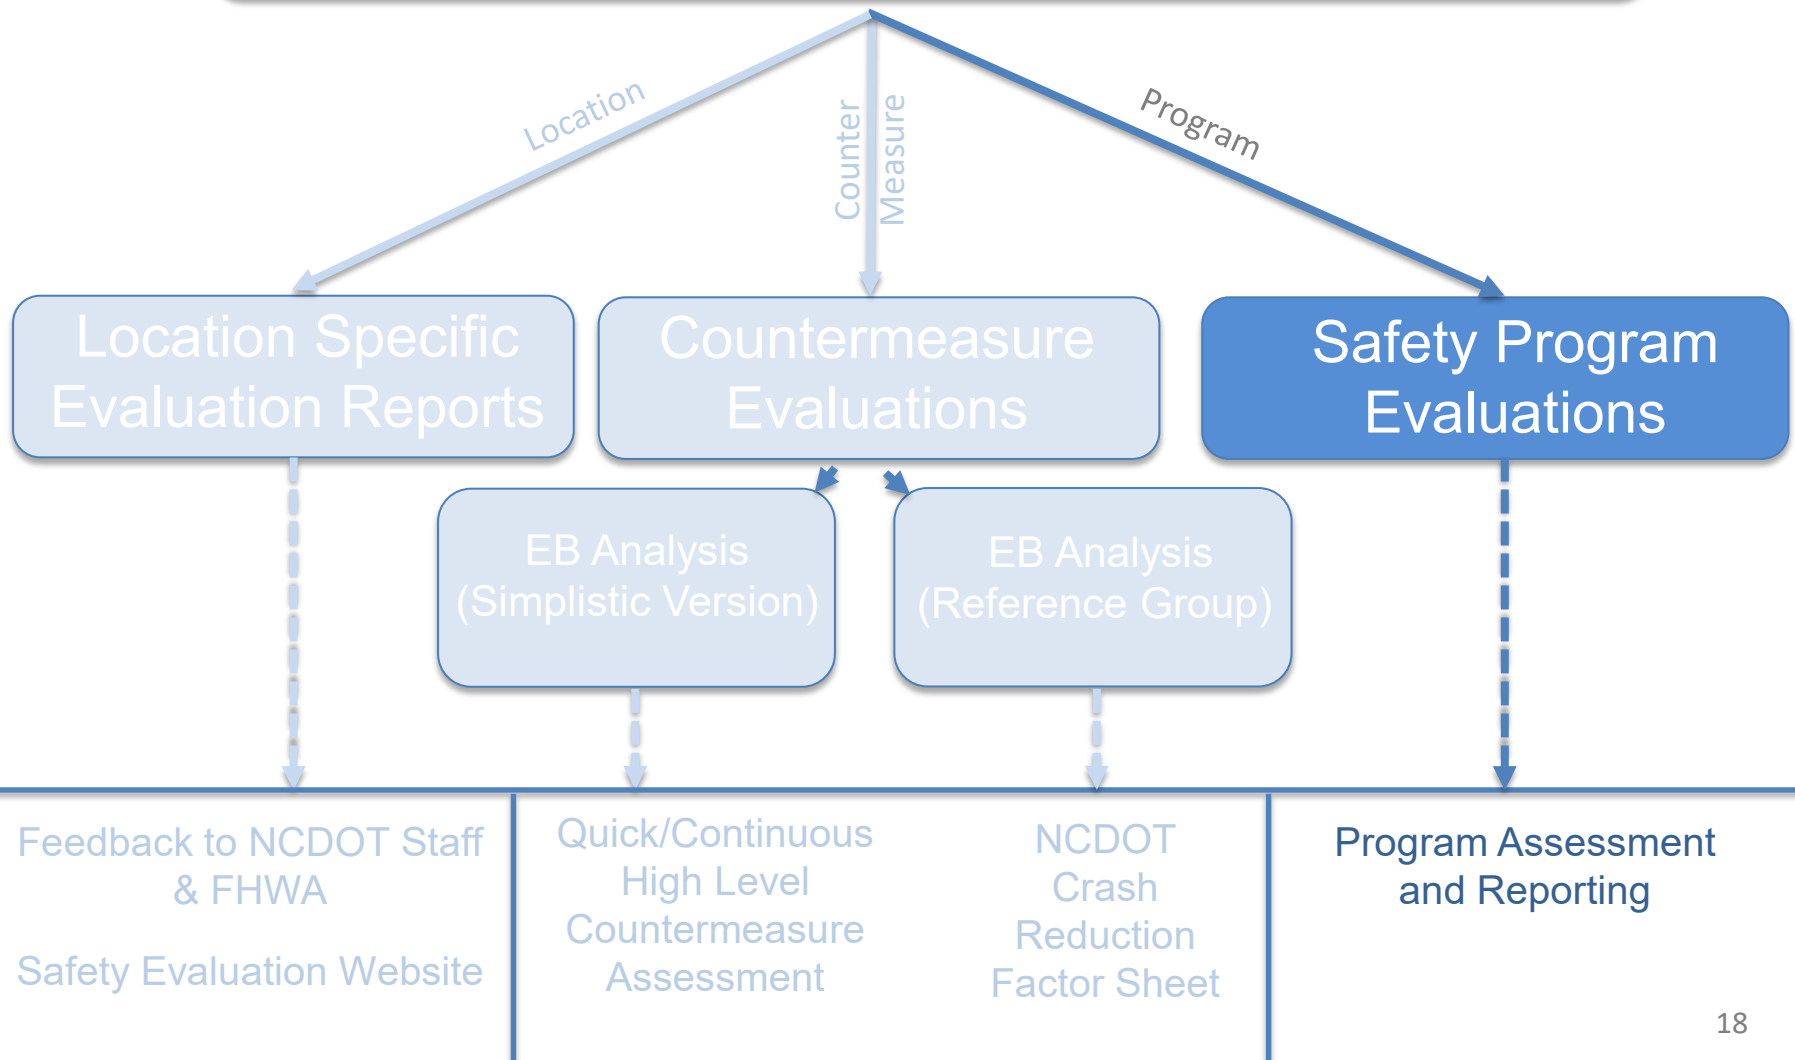 Location
Counter
Measure
Program
Location Specific
Evaluation Reports
Countermeasure
Evaluations
Safety Program
Evaluations
EB Analysis
(Simplistic Version)
EB Analysis
(Reference Group)
Feedback to NCDOT Staff
& FHWA
Safety Evaluation Website
Quick/Continuous
High Level
Countermeasure
Assessment
NCDOT
Crash
Reduction
Factor Sheet
Program Assessment
and Reporting
18